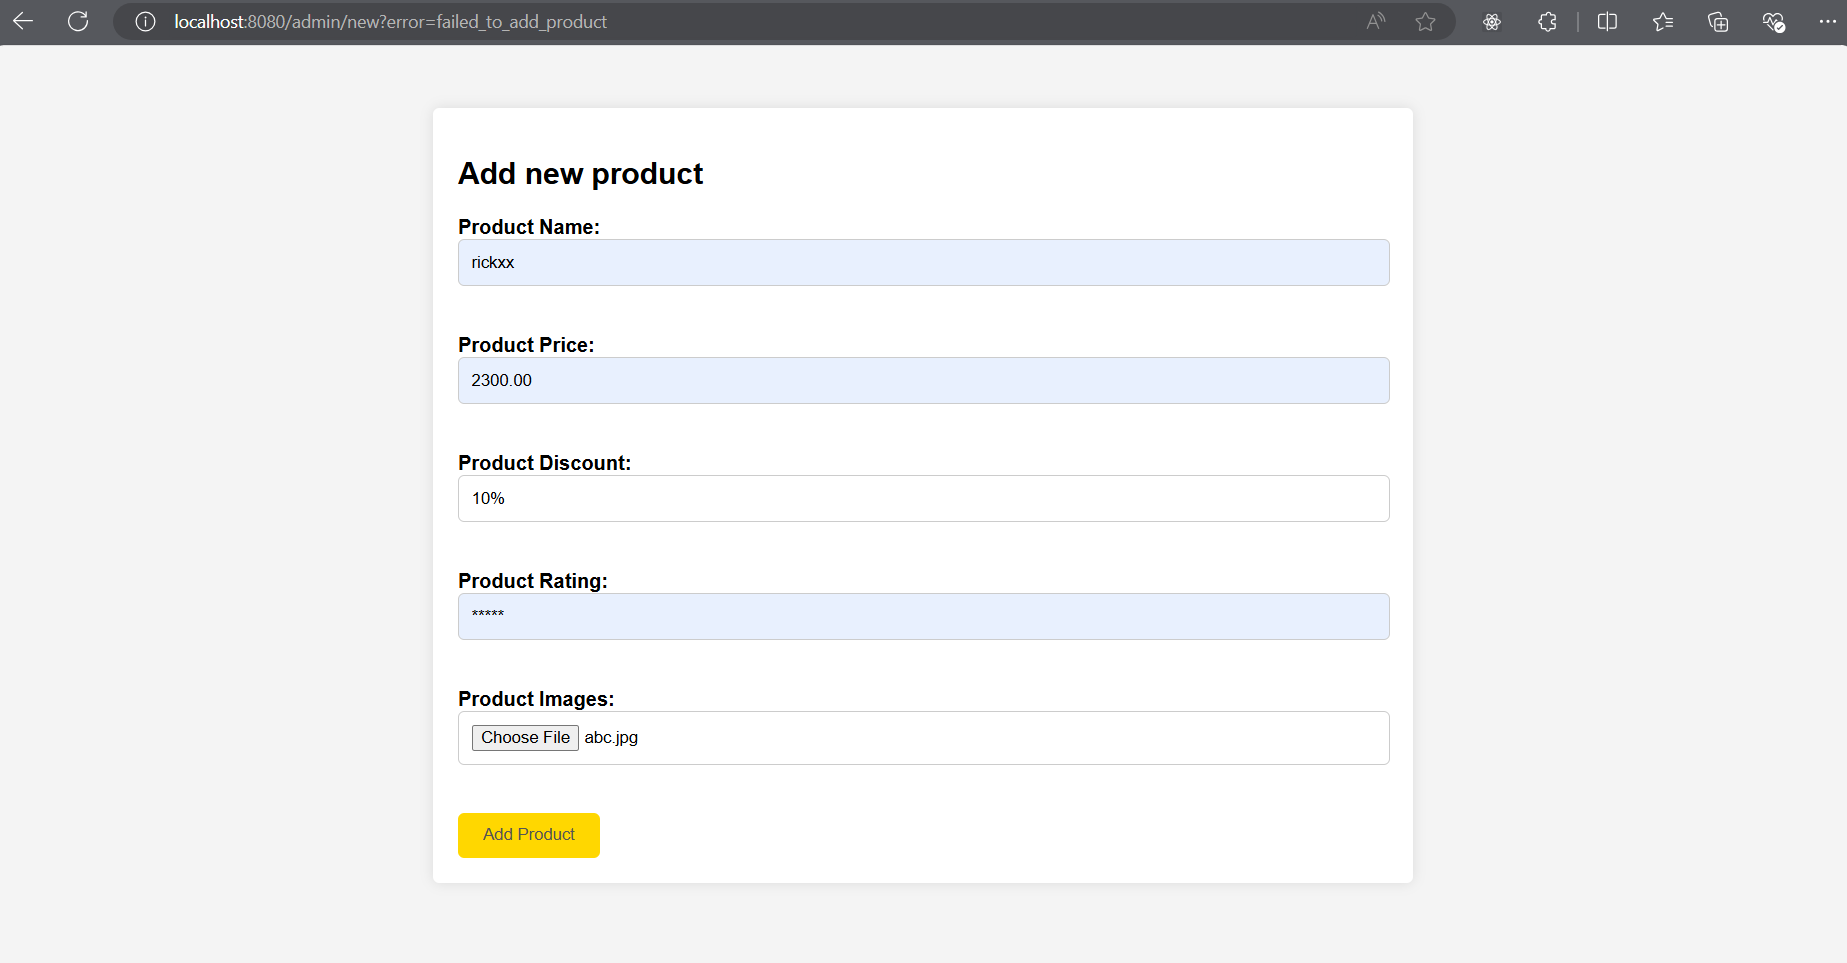 localhost:8080/admin/new?error=failed_to_add_product
Add new product
Product Name:
rickxx
Product Price:
2300.00
Product Discount:
10%
Product Rating:
*****
Product Images:
Choose File abc.jpg
Add Product